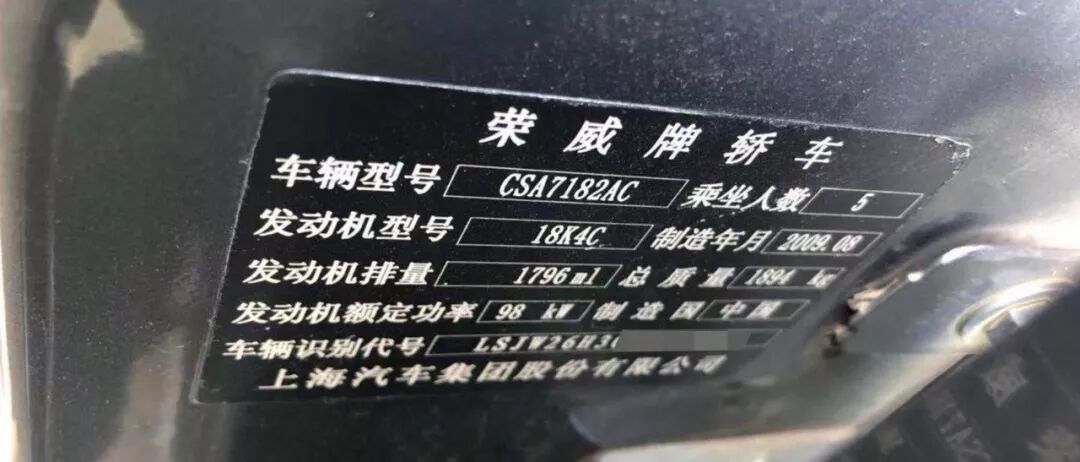 荣威牌轿车
车辆型号 CSA7182AC 乘坐人数 5
发动机型号 18K4C 制造年月 2009.08
发动机排量 1796ml 总质量 1894 kg
发动机额定功率 98 kW 制造国 中国
车辆识别代号 LSJW26H3
上海汽车集团股份有限公司